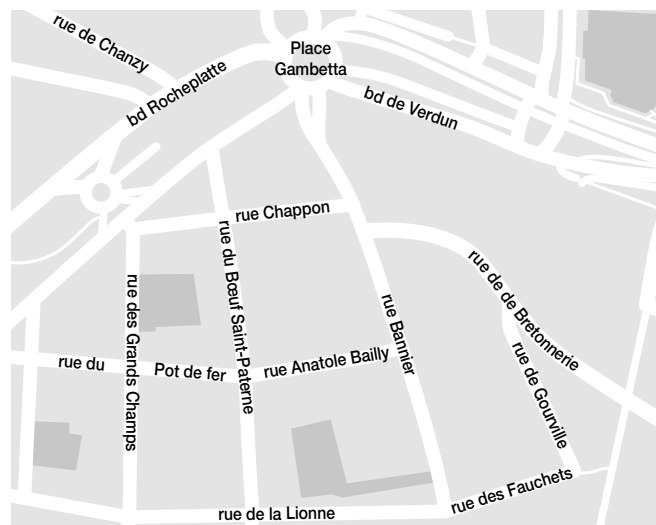 rue de Chanzy
Place
Gambetta
bd Rocheplatte
bd de Verdun
rue Chappon
rue du Bœuf Saint-Paterne
rue des Grands Champs
rue Bannier
rue de de Bretonnerie
rue du Pot de fer
rue Anatole Bailly
rue de Gourville
rue des Fauchets
rue de la Lionne